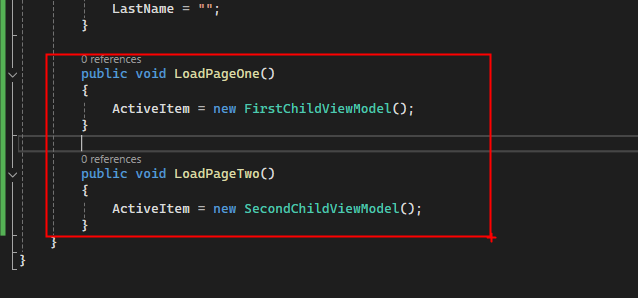 LastName = "";
}
0 references
public void LoadPageOne()
{
ActiveItem = new FirstChildViewModel();
}
0 references
public void LoadPageTwo()
{
ActiveItem = new SecondChildViewModel();
}
}
}